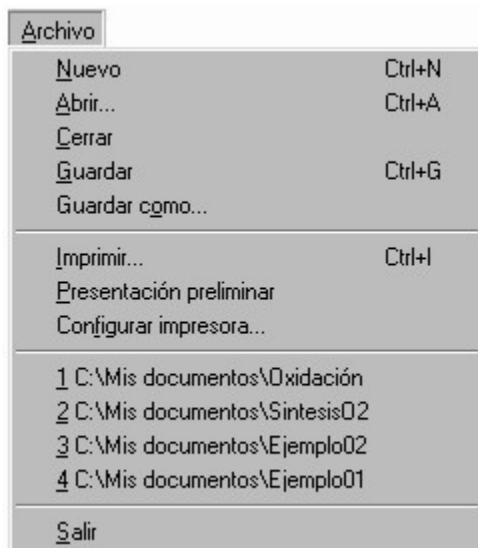 Archivo
Nuevo Ctrl+N
Abrir... Ctrl+A
Cerrar
Guardar Ctrl+G
Guardar como...
Imprimir... Ctrl+I
Presentación preliminar
Configurar impresora...
1 C:\Mis documentos\Oxidación
2 C:\Mis documentos\SintesisO2
3 C:\Mis documentos\Ejemplo02
4 C:\Mis documentos\Ejemplo01
Salir